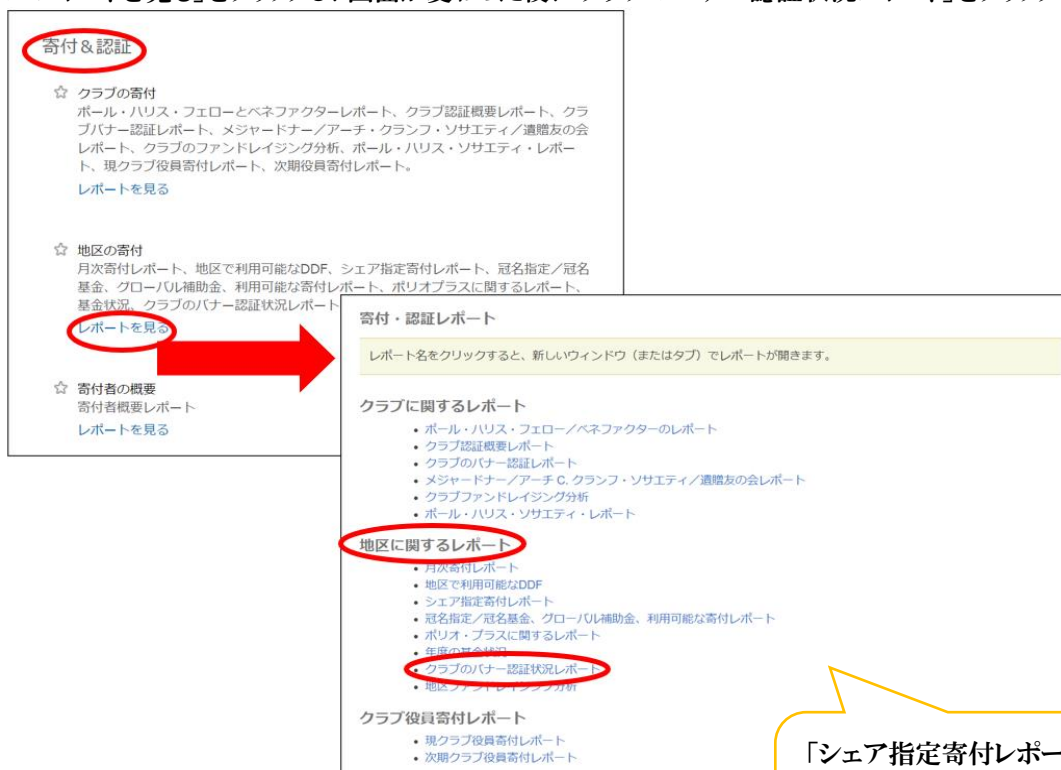 寄付＆認証
☆ クラブの寄付
ポール・ハリス・フェローとベネファクターレポート、クラブ認証概要レポート、クラ
ブバナー認証レポート、メジャードナー／アーチ・クランフ・ソサエティ／遺贈友の会
レポート、クラブのファンドレイジング分析、ポール・ハリス・ソサエティ・レポー
ト、現クラブ役員寄付レポート、次期役員寄付レポート。
レポートを見る
☆ 地区の寄付
月次寄付レポート、地区で利用可能なDDF、シェア指定寄付レポート、冠名指定／冠名
基金、グローバル補助金、利用可能な寄付レポート、ポリオプラスに関するレポート、
基金状況、クラブのバナー認証状況レポート
レポートを見る
☆ 寄付者の概要
寄付者概要レポート
レポートを見る
寄付・認証レポート
レポート名をクリックすると、新しいウィンドウ（またはタブ）でレポートが開きます。
クラブに関するレポート
• ポール・ハリス・フェロー／ベネファクターのレポート
• クラブ認証概要レポート
• クラブのバナー認証レポート
• メジャードナー／アーチ C. クランフ・ソサエティ／遺贈友の会レポート
• クラブファンドレイジング分析
• ポール・ハリス・ソサエティ・レポート
地区に関するレポート
• 月次寄付レポート
• 地区で利用可能なDDF
• シェア指定寄付レポート
• 冠名指定／冠名基金、グローバル補助金、利用可能な寄付レポート
• ポリオ・プラスに関するレポート
• 年度の基金状況
• クラブのバナー認証状況レポート
• 地区ファンドレイジング分析
クラブ役員寄付レポート
• 現クラブ役員寄付レポート
• 次期クラブ役員寄付レポート
「シェア指定寄付レポー